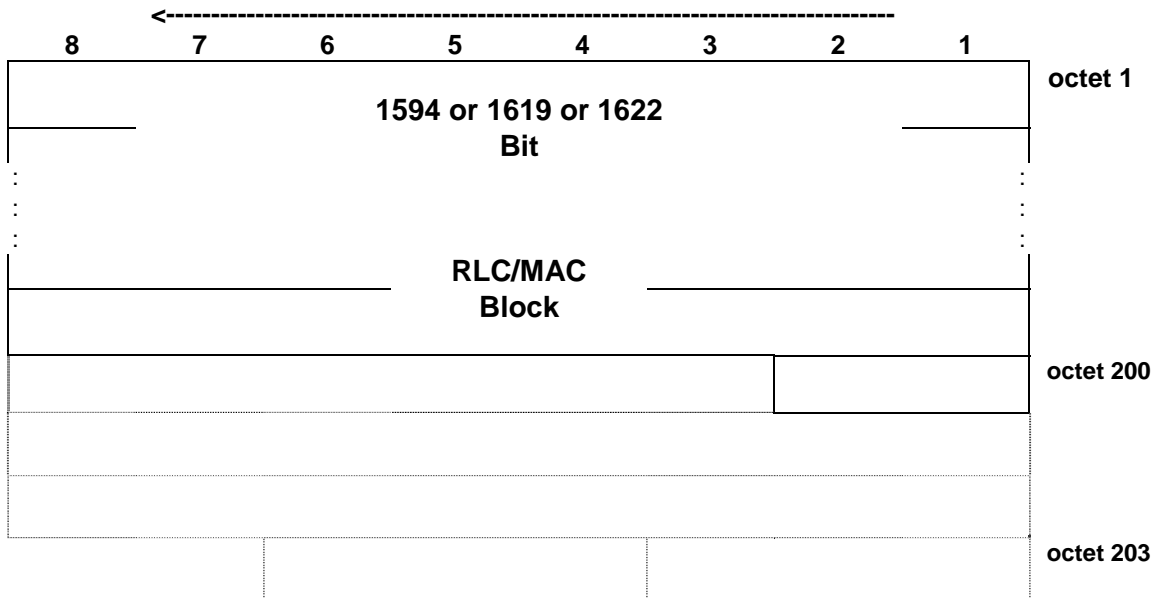 <-------------------------------------------------------------------------------
8 7 6 5 4 3 2 1
octet 1
1594 or 1619 or 1622
Bit
: :
: :
: :
RLC/MAC
Block
octet 200
octet 203